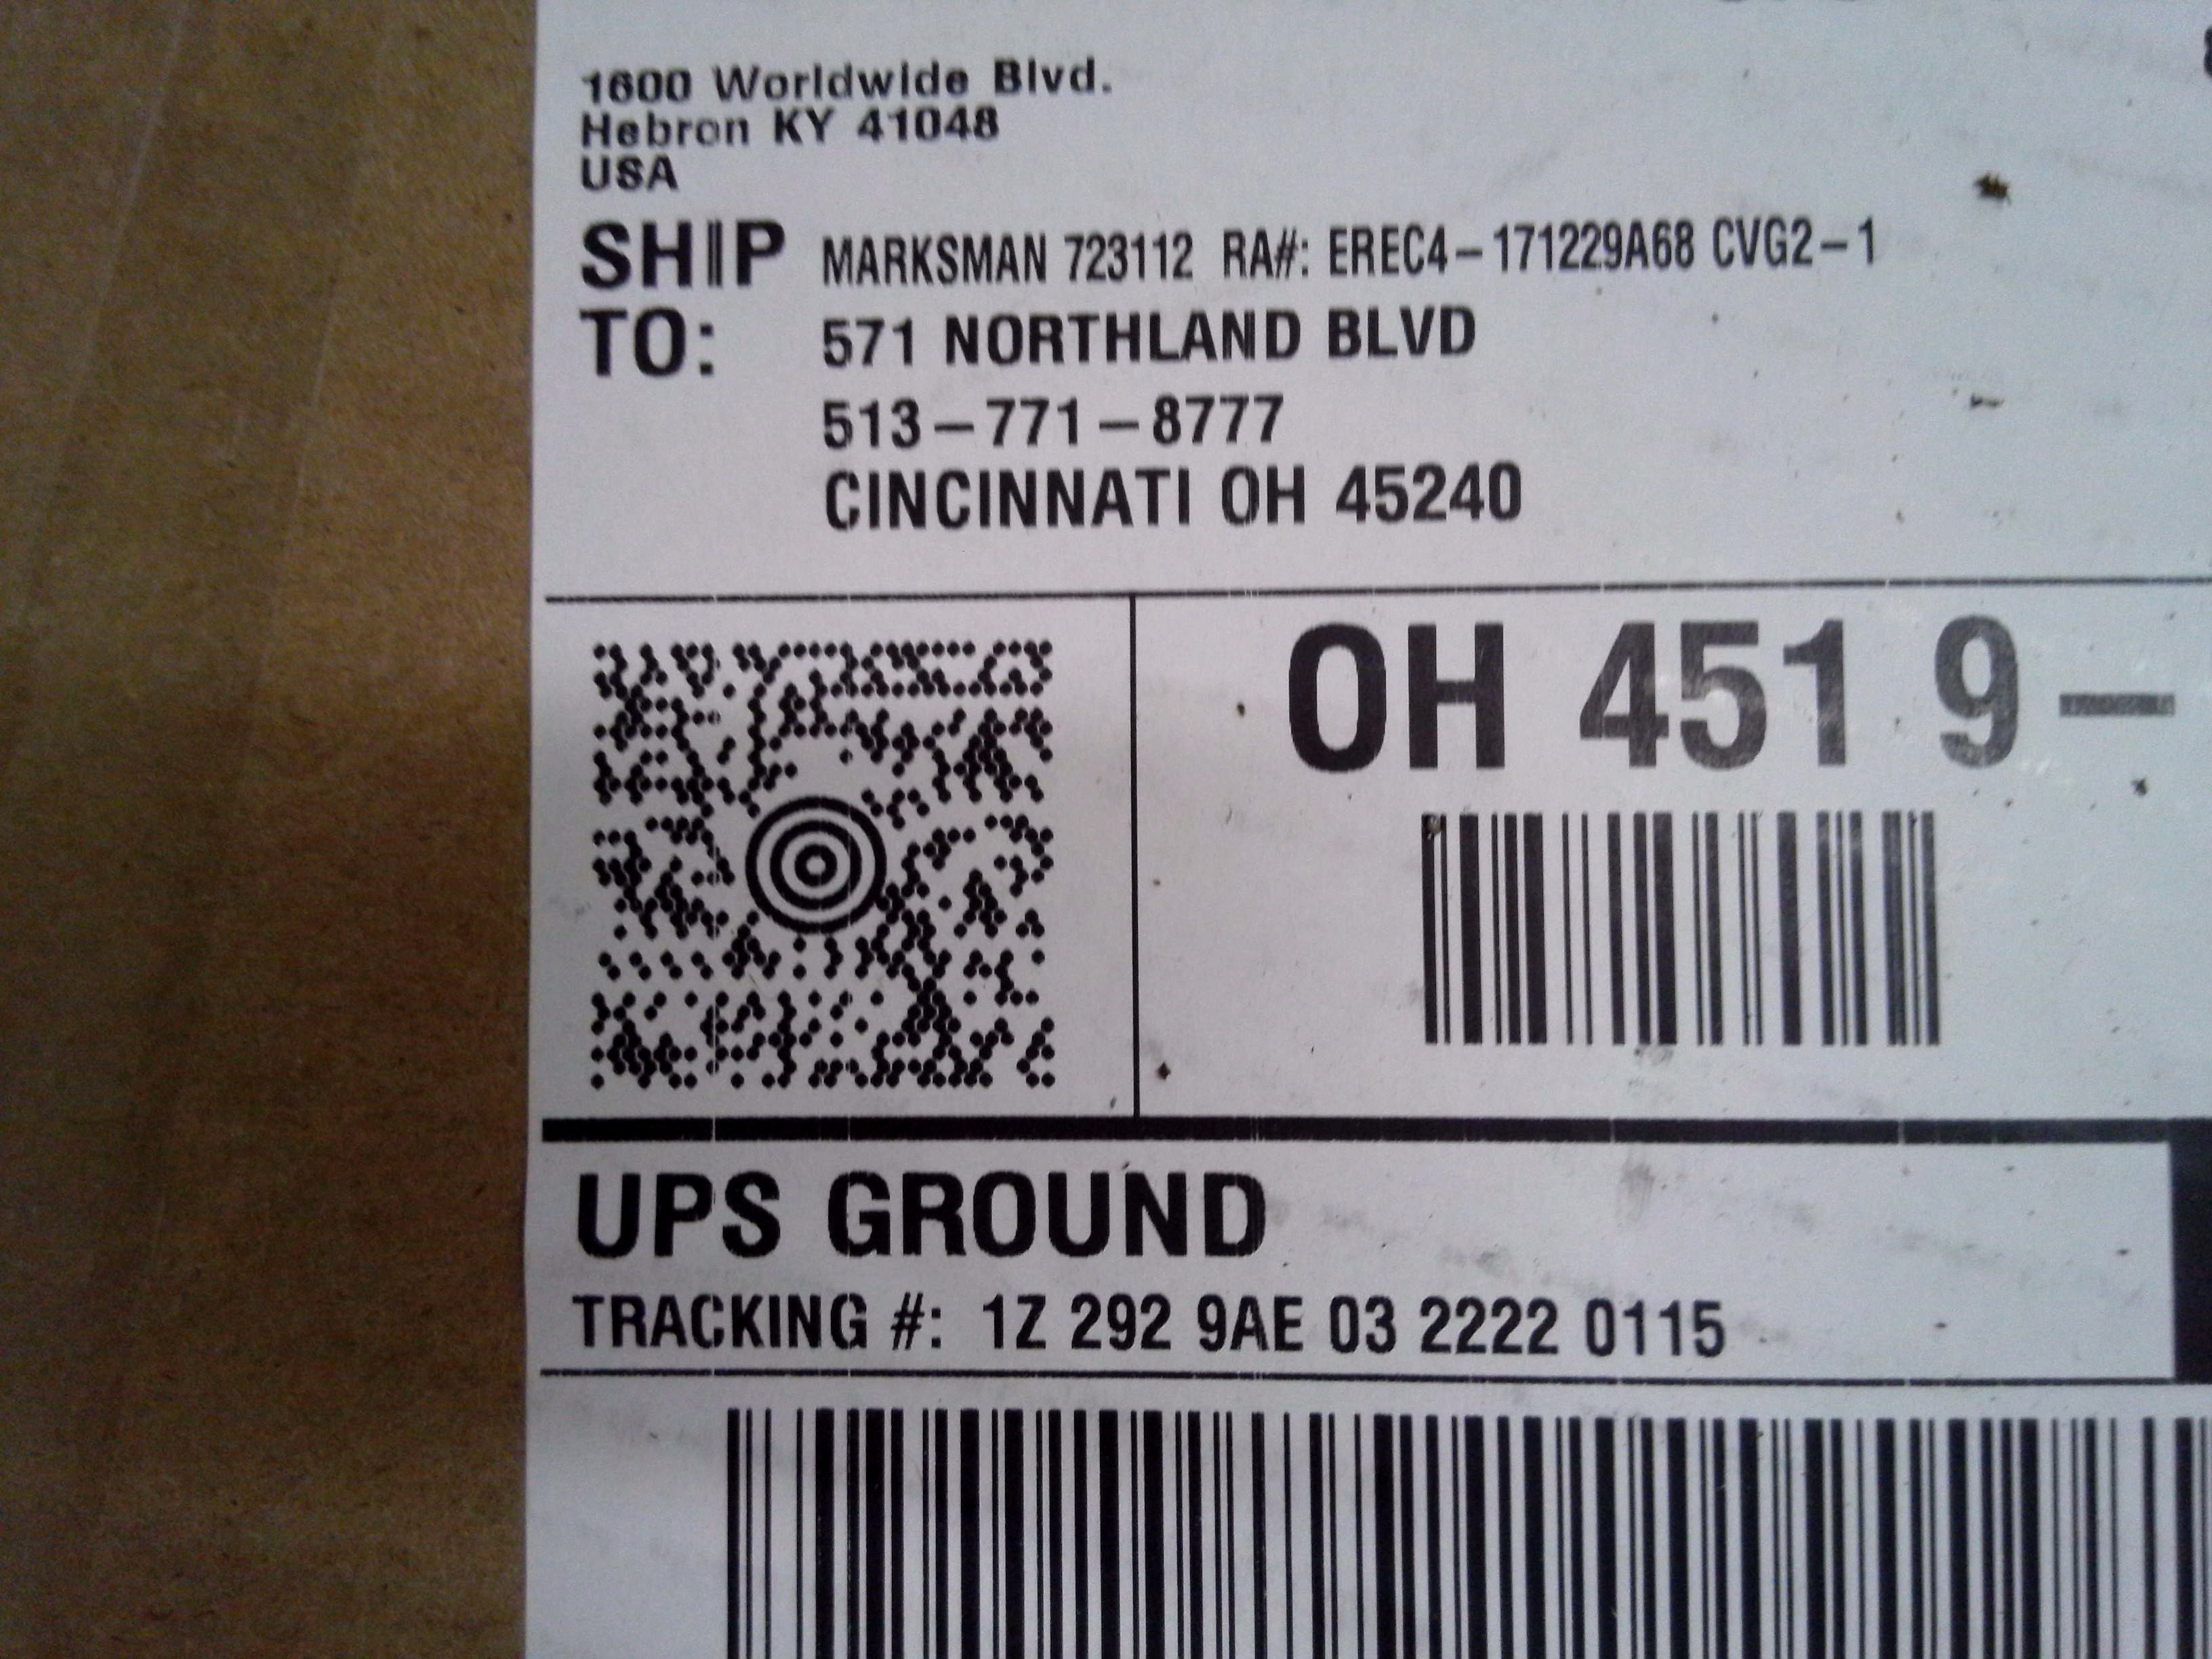 1600 Worldwide Blvd.
Hebron KY 41048
USA
SHIP TO:
MARKSMAN 723112 RA#: EREC4-171229A68 CVG2-1
571 NORTHLAND BLVD
513-771-8777
CINCINNATI OH 45240
OH 451 9-
UPS GROUND
TRACKING #: 1Z 292 9AE 03 2222 0115